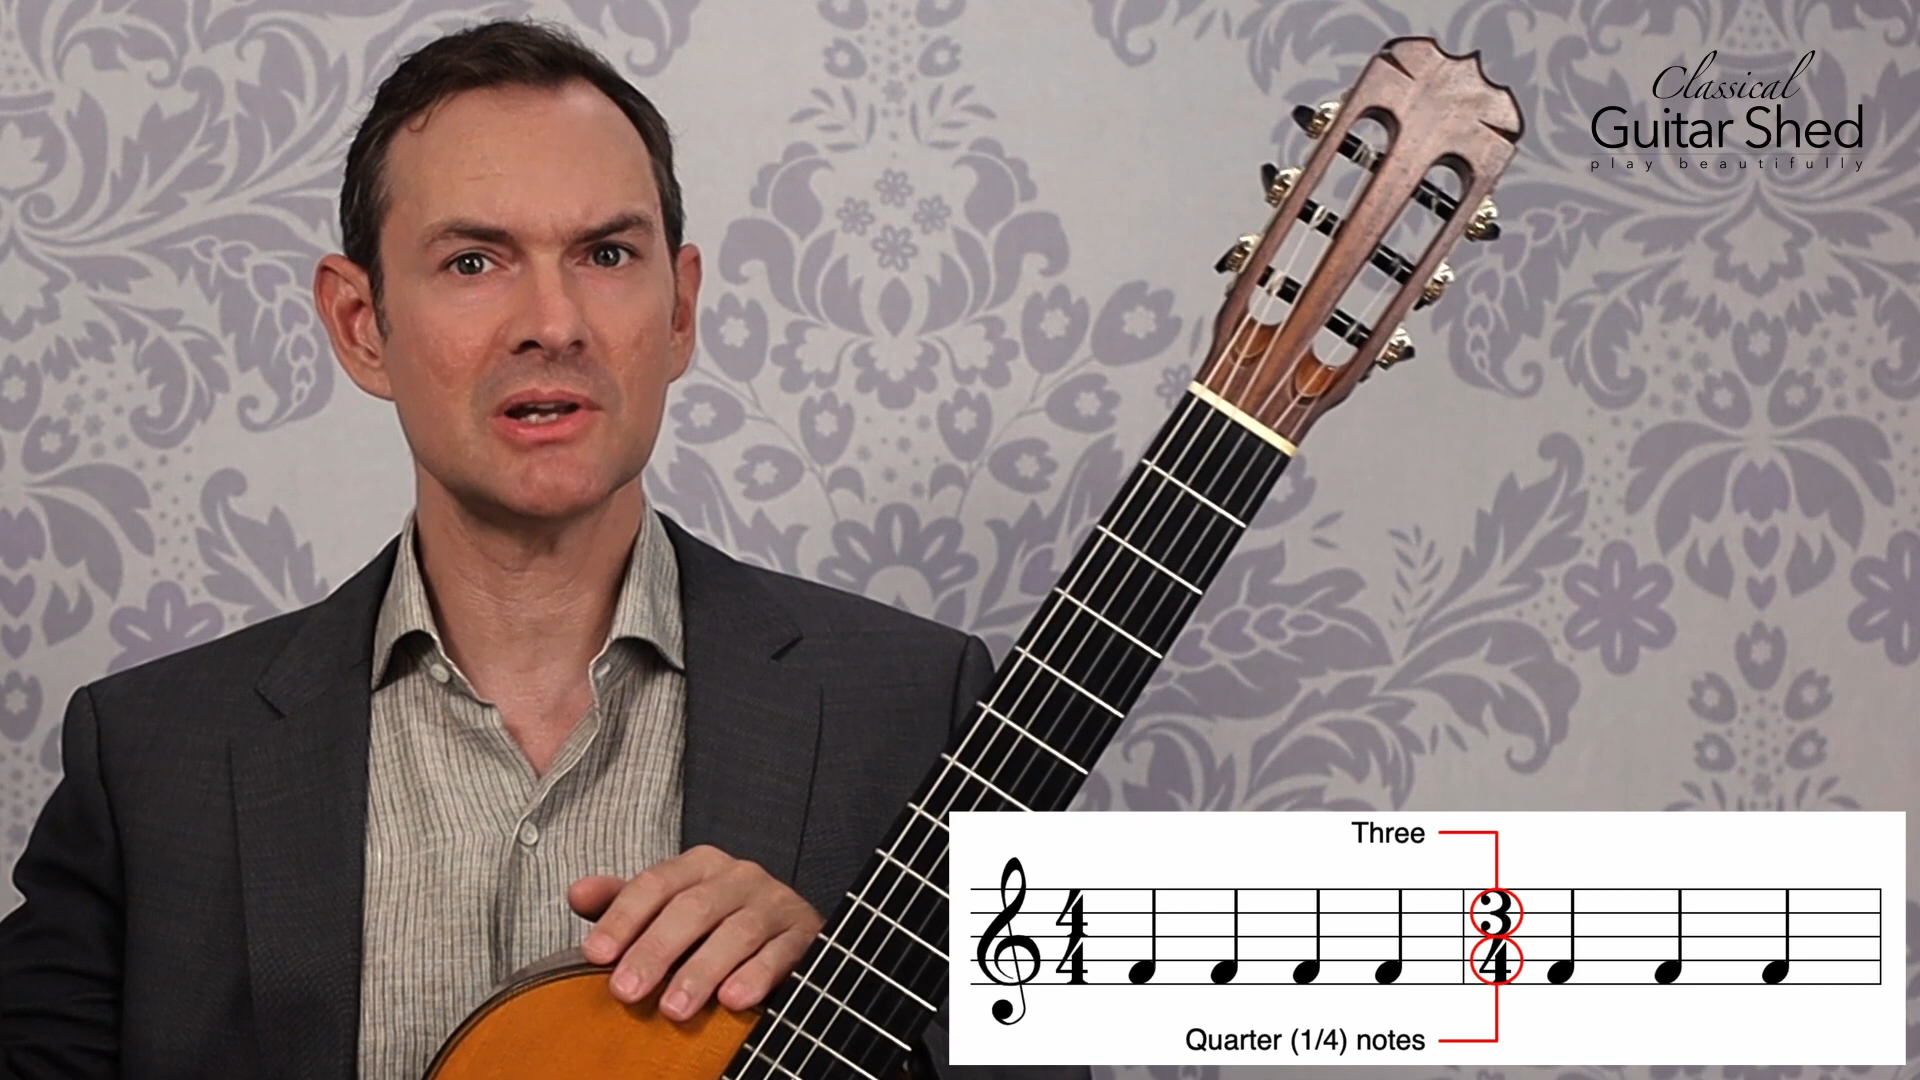 Classical
Guitar Shed
play beautifully
Three
4 3
4 4
Quarter (1/4) notes